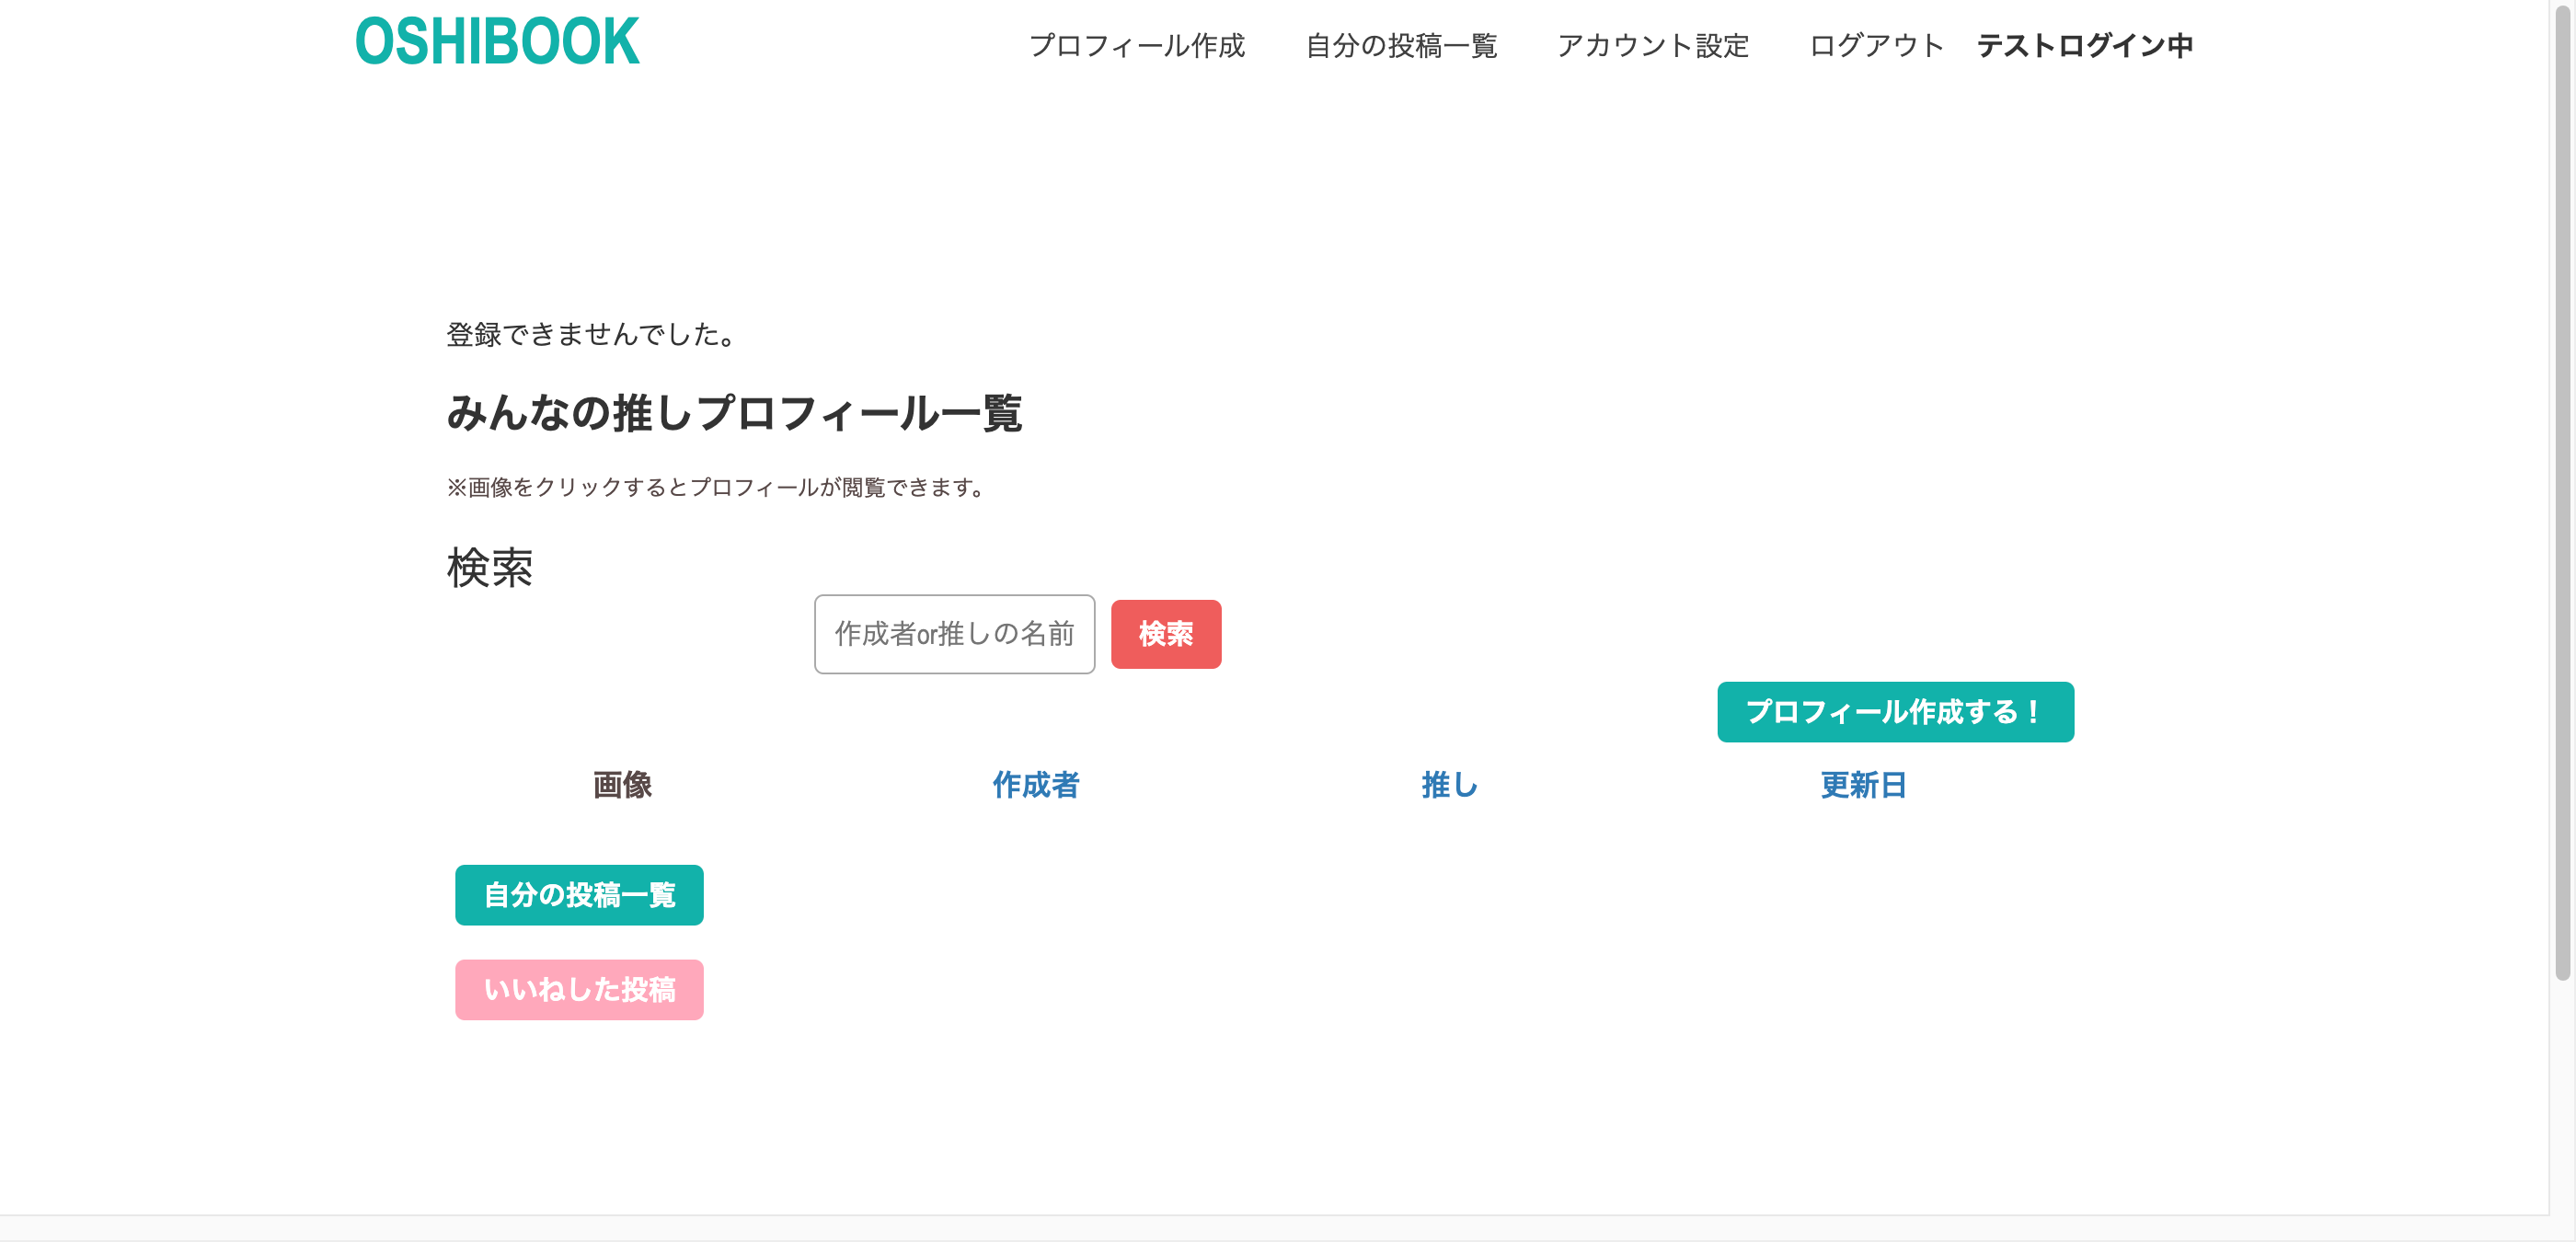 OSHIBOOK
プロフィール作成 自分の投稿一覧 アカウント設定 ログアウト テストログイン中
登録できませんでした。
みんなの推しプロフィール一覧
※画像をクリックするとプロフィールが閲覧できます。
検索
作成者or推しの名前 検索
プロフィール作成する！
画像 作成者 推し 更新日
自分の投稿一覧
いいねした投稿